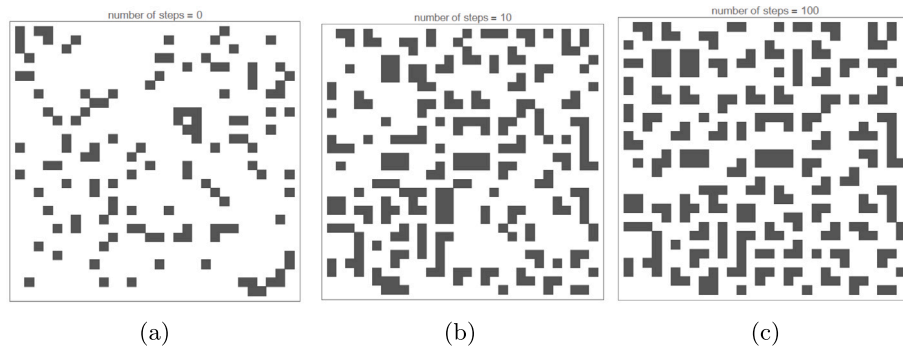 number of steps = 0
number of steps = 10
number of steps = 100
(a)
(b)
(c)